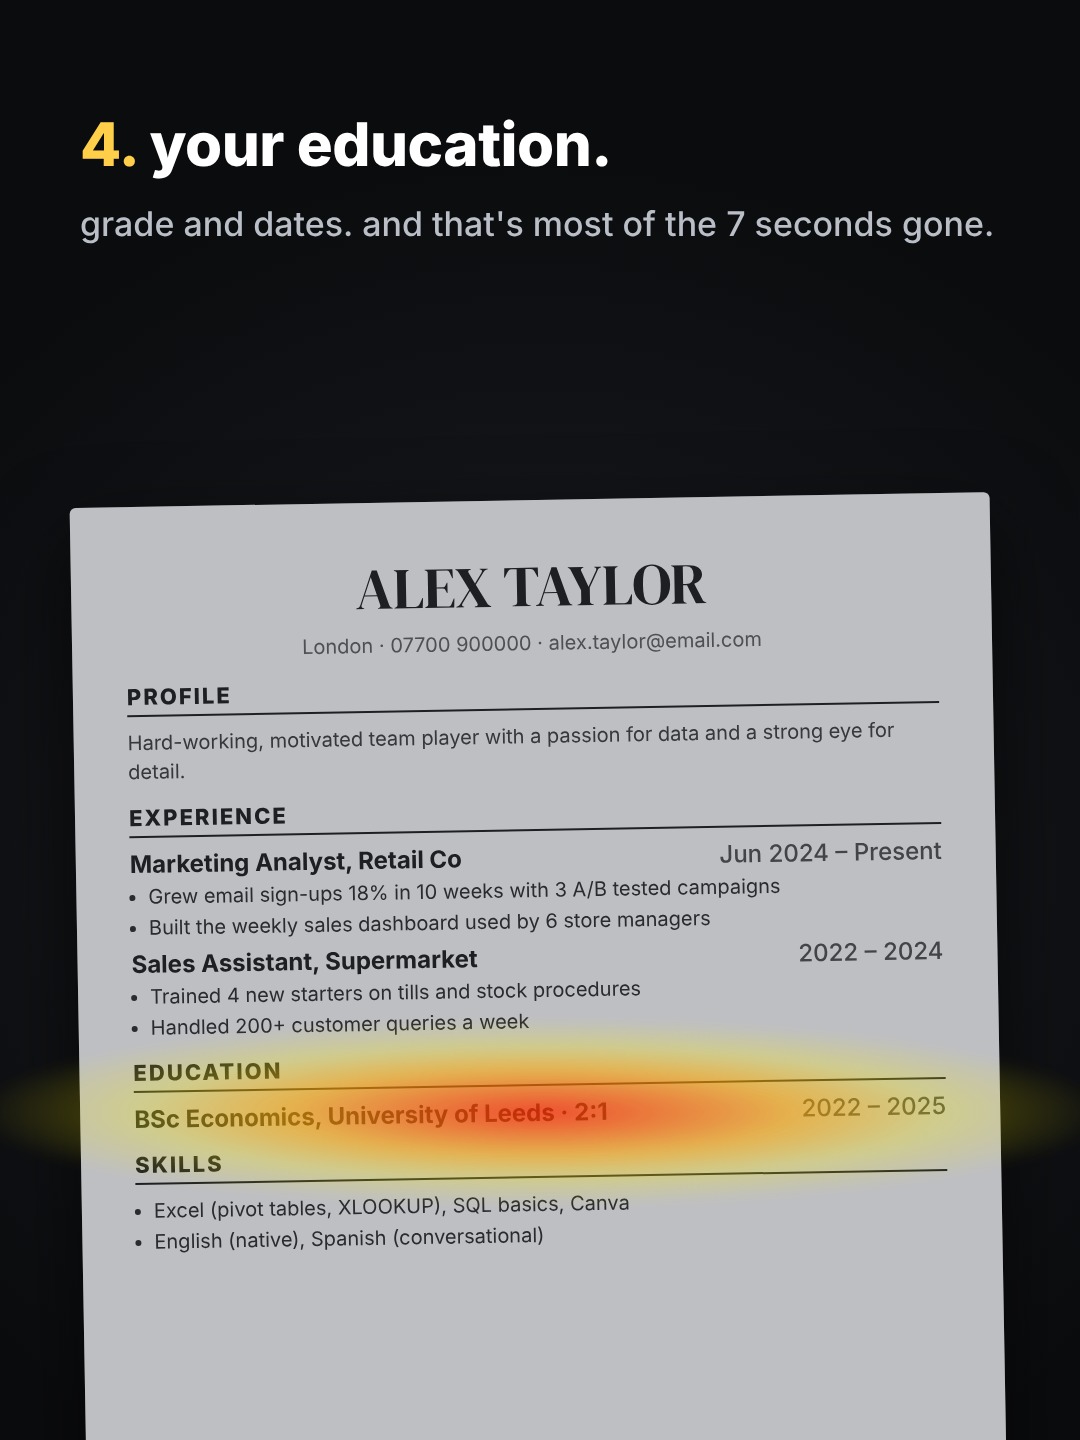 4. your education.
grade and dates. and that's most of the 7 seconds gone.
ALEX TAYLOR
London · 07700 900000 · alex.taylor@email.com
PROFILE
Hard-working, motivated team player with a passion for data and a strong eye for
detail.
EXPERIENCE
Marketing Analyst, Retail Co Jun 2024 – Present
• Grew email sign-ups 18% in 10 weeks with 3 A/B tested campaigns
• Built the weekly sales dashboard used by 6 store managers
Sales Assistant, Supermarket 2022 – 2024
• Trained 4 new starters on tills and stock procedures
• Handled 200+ customer queries a week
EDUCATION
BSc Economics, University of Leeds · 2:1 2022 – 2025
SKILLS
• Excel (pivot tables, XLOOKUP), SQL basics, Canva
• English (native), Spanish (conversational)